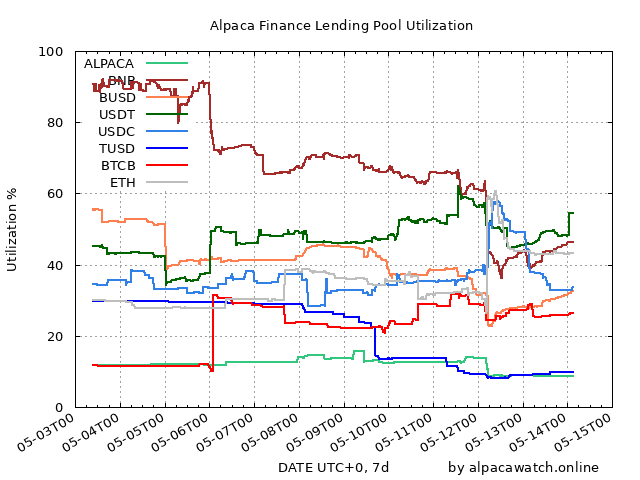 Alpaca Finance Lending Pool Utilization
100
80
60
40
20
0
Utilization %
ALPACA
BNB
BUSD
USDT
USDC
TUSD
BTCB
ETH
05-03T00
05-04T00
05-05T00
05-06T00
05-07T00
05-08T00
05-09T00
05-10T00
05-11T00
05-12T00
05-13T00
05-14T00
05-15T00
DATE UTC+0, 7d
by alpacawatch.online